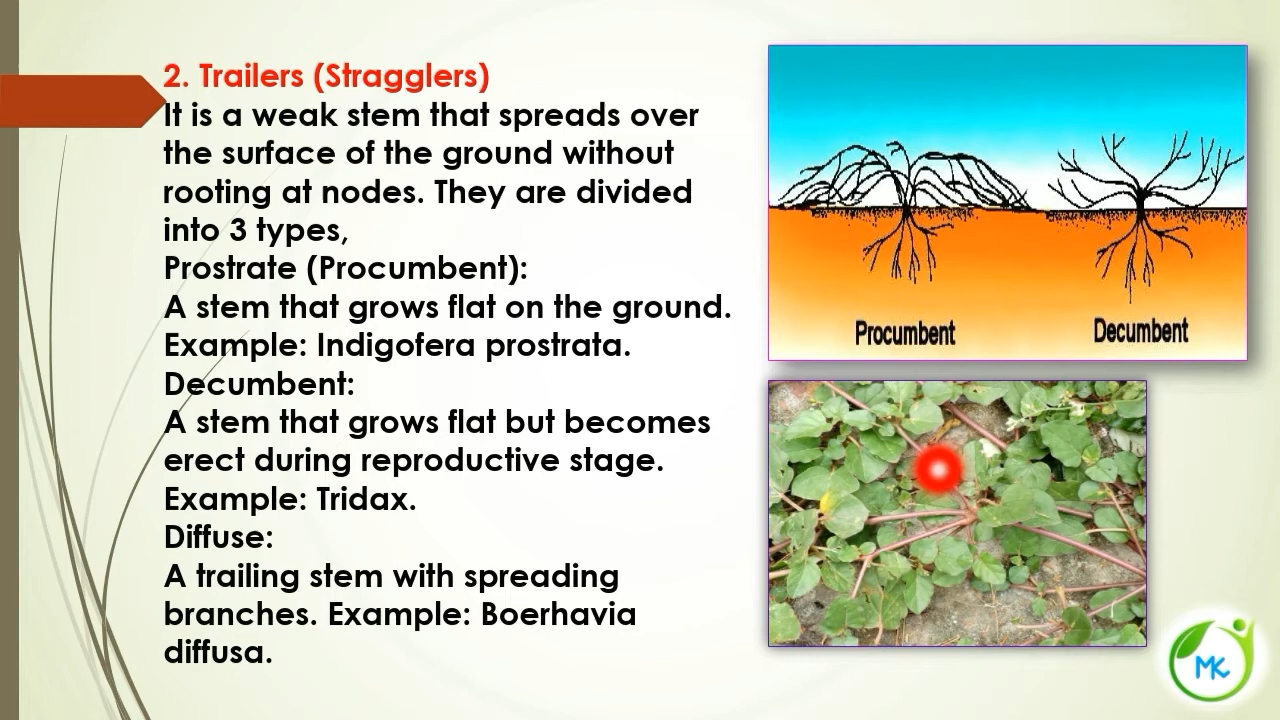 2. Trailers (Stragglers)
It is a weak stem that spreads over
the surface of the ground without
rooting at nodes. They are divided
into 3 types,
Prostrate (Procumbent):
A stem that grows flat on the ground.
Example: Indigofera prostrata.
Decumbent:
A stem that grows flat but becomes
erect during reproductive stage.
Example: Tridax.
Diffuse:
A trailing stem with spreading
branches. Example: Boerhavia
diffusa.
Procumbent
Decumbent
MK